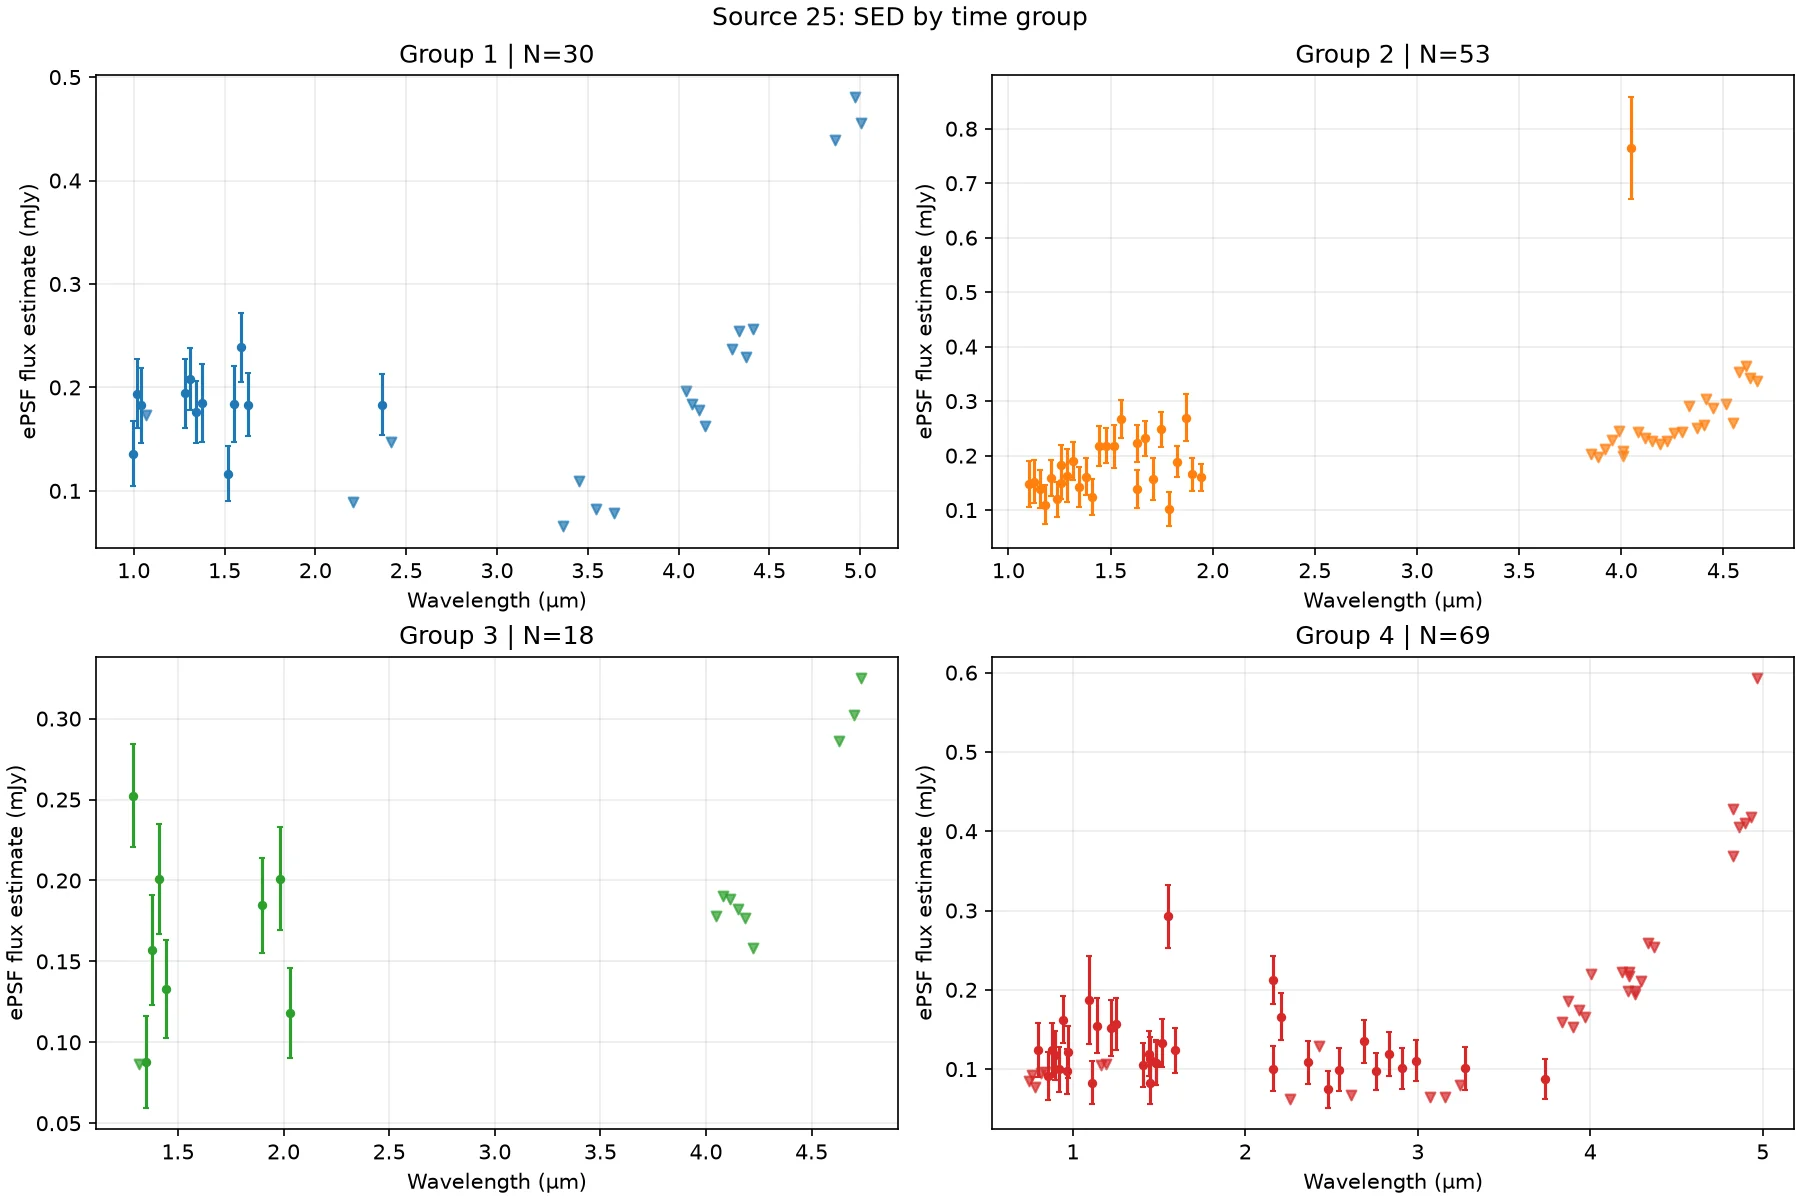 Source 25: SED by time group
Group 1 | N=30
ePSF flux estimate (mJy)
0.5
0.4
0.3
0.2
0.1
1.0 1.5 2.0 2.5 3.0 3.5 4.0 4.5 5.0
Wavelength (μm)
Group 2 | N=53
ePSF flux estimate (mJy)
0.8
0.7
0.6
0.5
0.4
0.3
0.2
0.1
1.0 1.5 2.0 2.5 3.0 3.5 4.0 4.5
Wavelength (μm)
Group 3 | N=18
ePSF flux estimate (mJy)
0.30
0.25
0.20
0.15
0.10
0.05
1.5 2.0 2.5 3.0 3.5 4.0 4.5
Wavelength (μm)
Group 4 | N=69
ePSF flux estimate (mJy)
0.6
0.5
0.4
0.3
0.2
0.1
1 2 3 4 5
Wavelength (μm)